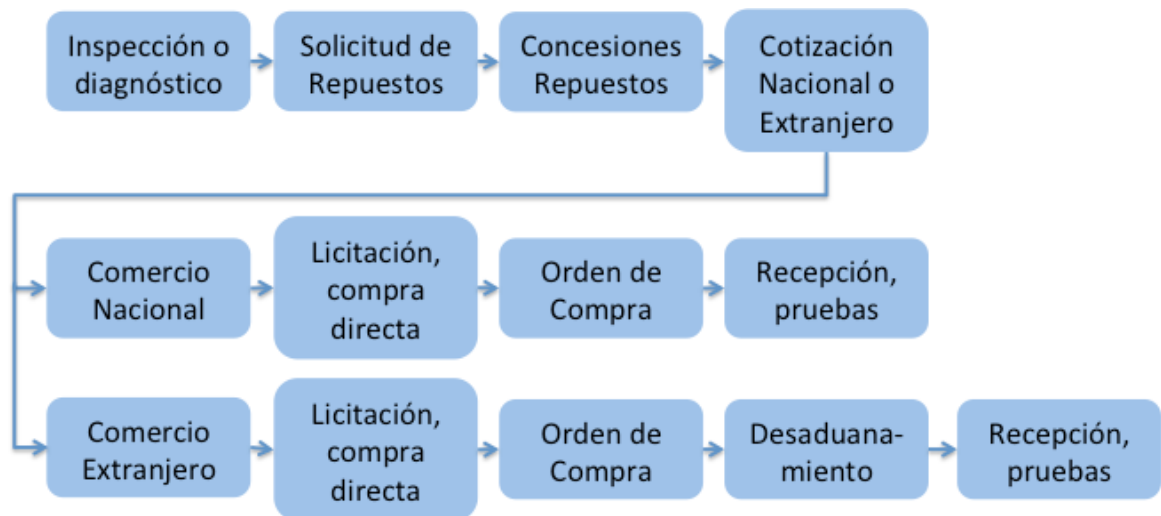 Inspección o
diagnóstico
Solicitud de
Repuestos
Concesiones
Repuestos
Cotización
Nacional o
Extranjero
Comercio
Nacional
Licitación,
compra
directa
Orden de
Compra
Recepción,
pruebas
Comercio
Extranjero
Licitación,
compra
directa
Orden de
Compra
Desaduana-
miento
Recepción,
pruebas